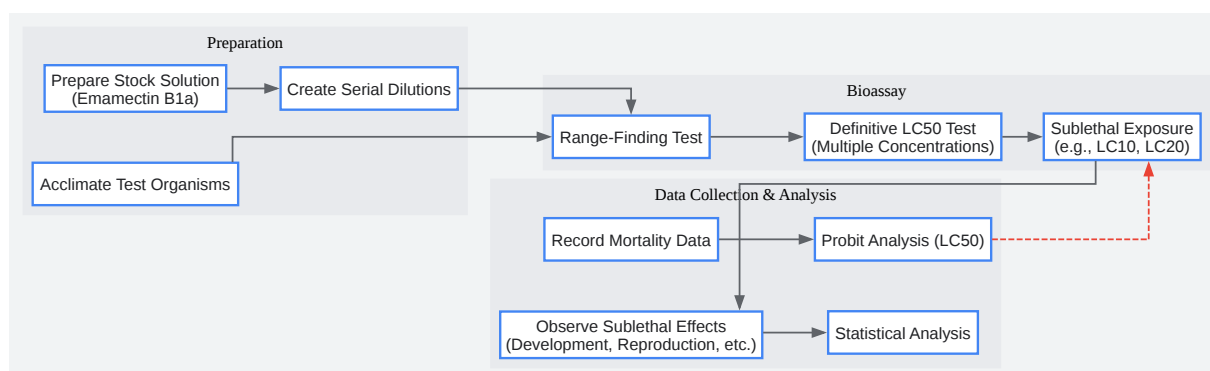 Preparation
Prepare Stock Solution
(Emamectin B1a)
Create Serial Dilutions
Acclimate Test Organisms
Bioassay
Range-Finding Test
Definitive LC50 Test
(Multiple Concentrations)
Sublethal Exposure
(e.g., LC10, LC20)
Data Collection & Analysis
Record Mortality Data
Probit Analysis (LC50)
Observe Sublethal Effects
(Development, Reproduction, etc.)
Statistical Analysis